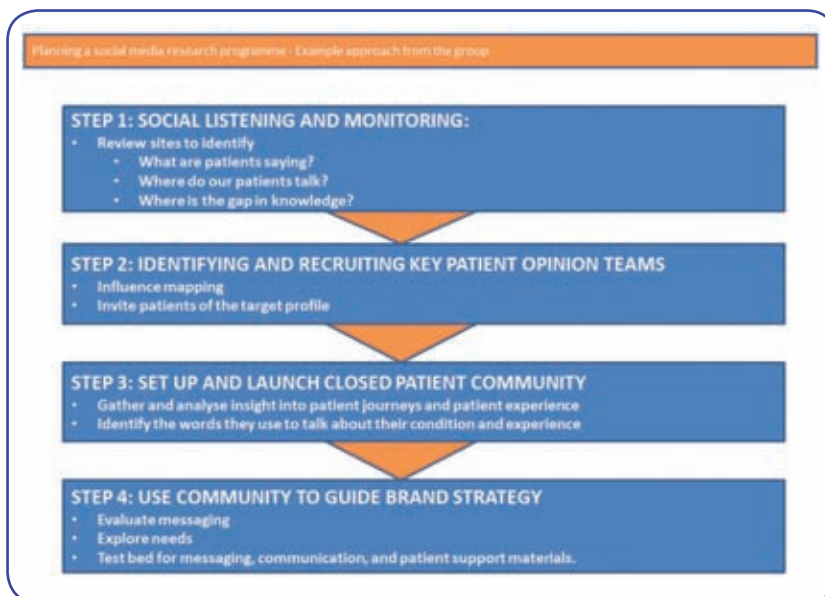 Planning a social media research programme - Example approach from the group
STEP 1: SOCIAL LISTENING AND MONITORING:
• Review sites to identify
• What are patients saying?
• Where do our patients talk?
• Where is the gap in knowledge?
STEP 2: IDENTIFYING AND RECRUITING KEY PATIENT OPINION TEAMS
• Influence mapping
• Invite patients of the target profile
STEP 3: SET UP AND LAUNCH CLOSED PATIENT COMMUNITY
• Gather and analyse insight into patient journeys and patient experience
• Identify the words they use to talk about their condition and experience
STEP 4: USE COMMUNITY TO GUIDE BRAND STRATEGY
• Evaluate messaging
• Explore needs
• Test bed for messaging, communication, and patient support materials.